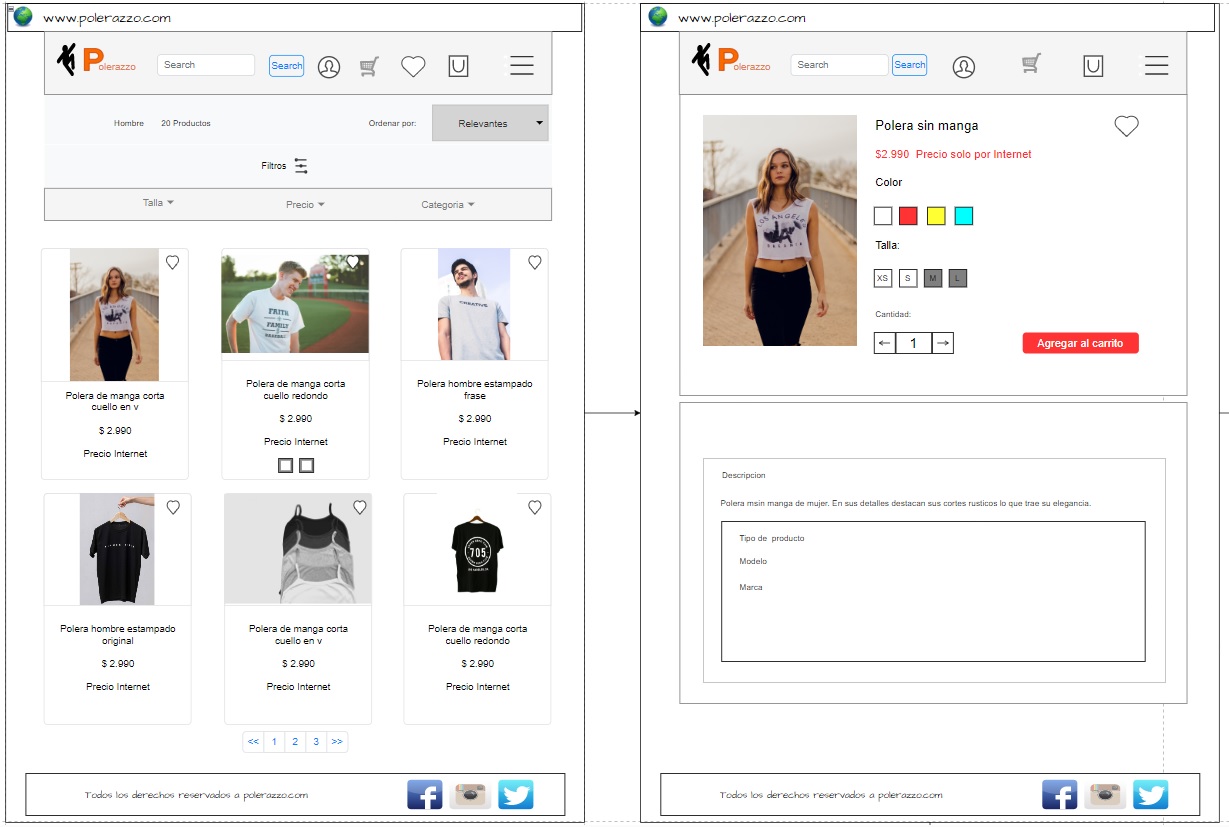 www.polerazzo.com
Polerazzo
Search
Search
Hombre
20 Productos
Ordenar por:
Relevantes
Filtros
Talla
Precio
Categoria
FAITH
FAMILY
CREATIVE
Polera de manga corta
cuello en v
$ 2.990
Precio Internet
Polera de manga corta
cuello redondo
$ 2.990
Precio Internet
Polera hombre estampado
frase
$ 2.990
Precio Internet
705
Polera hombre estampado
original
$ 2.990
Precio Internet
Polera de manga corta
cuello en v
$ 2.990
Precio Internet
Polera de manga corta
cuello redondo
$ 2.990
Precio Internet
<< 1 2 3 >>
Todos los derechos reservados a polerazzo.com
www.polerazzo.com
Polerazzo
Search
Search
LOS ANGELES
Polera sin manga
$2.990 Precio solo por Internet
Color
Talla:
XS S M L
Cantidad:
1
Agregar al carrito
Descripcion
Polera msin manga de mujer. En sus detalles destacan sus cortes rusticos lo que trae su elegancia.
Tipo de producto
Modelo
Marca
Todos los derechos reservados a polerazzo.com